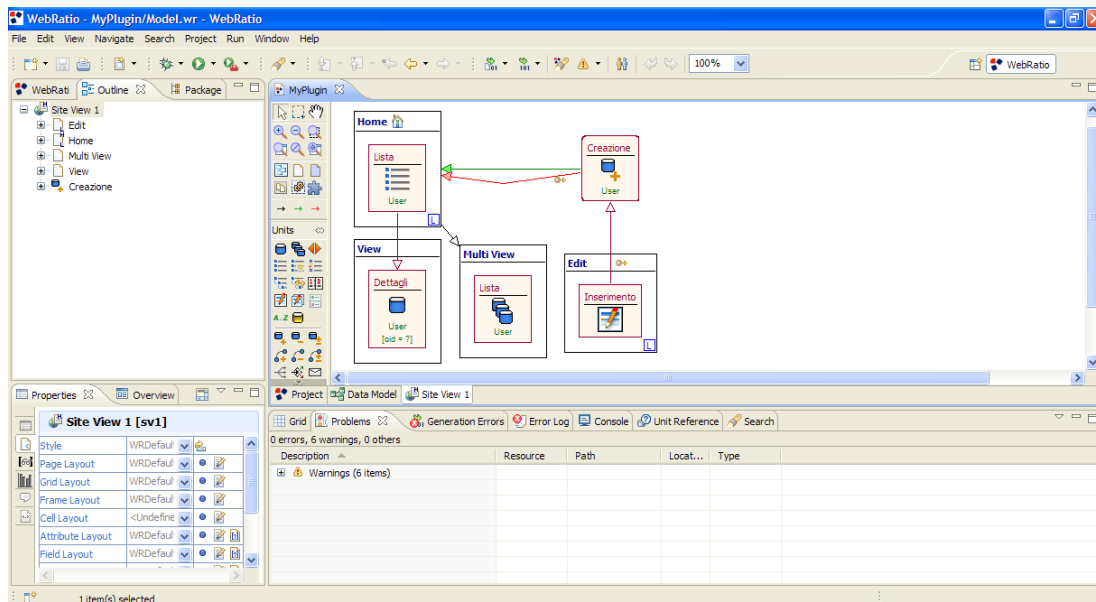 WebRatio - MyPlugin/Model.wr - WebRatio
File Edit View Navigate Search Project Run Window Help
100%
WebRatio
WebRati Outline Package
MyPlugin
Site View 1
Edit
Home
Multi View
View
Creazione
Units
A..Z
Home
Lista
User
L
Creazione
User
View
Dettagli
User
[oid = ?]
Multi View
Lista
User
Edit
Inserimento
L
Project Data Model Site View 1
Properties Overview
Site View 1 [sv1]
Style WRDefaul
Page Layout WRDefaul
Grid Layout WRDefaul
Frame Layout WRDefaul
Cell Layout <Undefine
Attribute Layout WRDefaul
Field Layout WRDefaul
Grid Problems Generation Errors Error Log Console Unit Reference Search
0 errors, 6 warnings, 0 others
Description Resource Path Locat... Type
Warnings (6 items)
1 item(s) selected